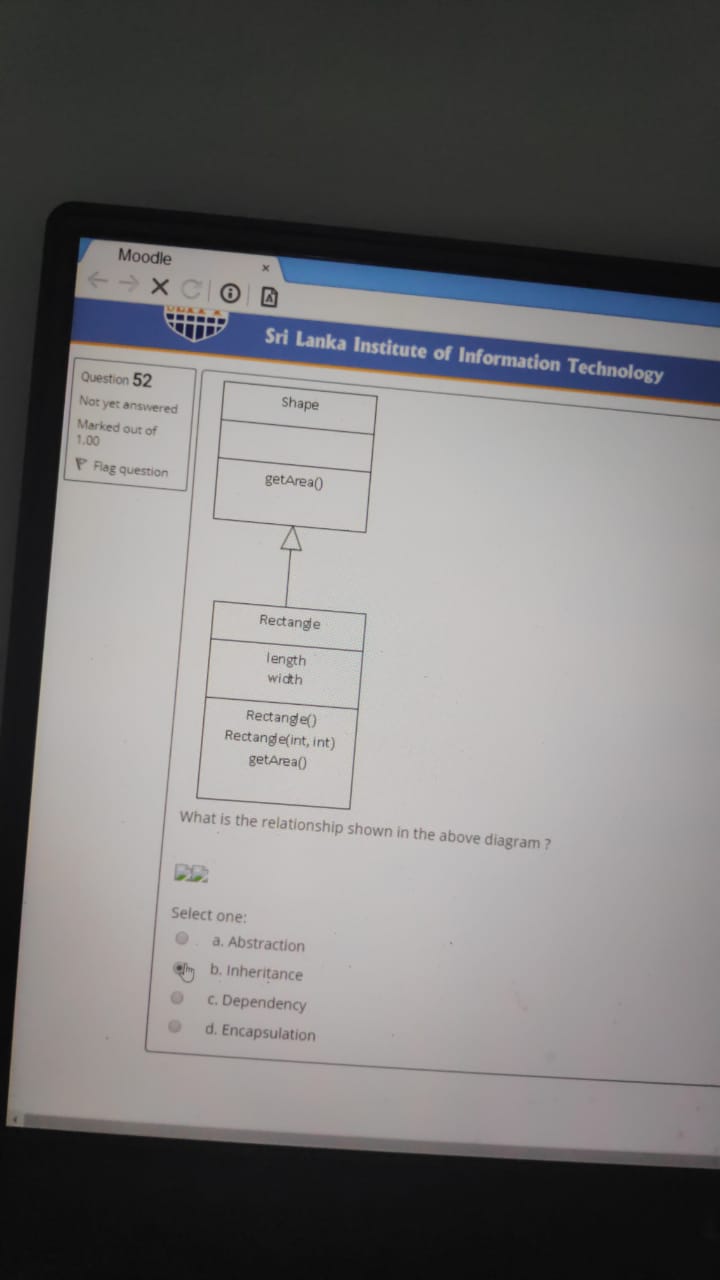 Moodle
Sri Lanka Institute of Information Technology
Question 52
Not yet answered
Marked out of
1.00
Flag question
Shape
getArea()
Rectangle
length
width
Rectangle()
Rectangle(int, int)
getArea()
What is the relationship shown in the above diagram ?
Select one:
a. Abstraction
b. Inheritance
c. Dependency
d. Encapsulation